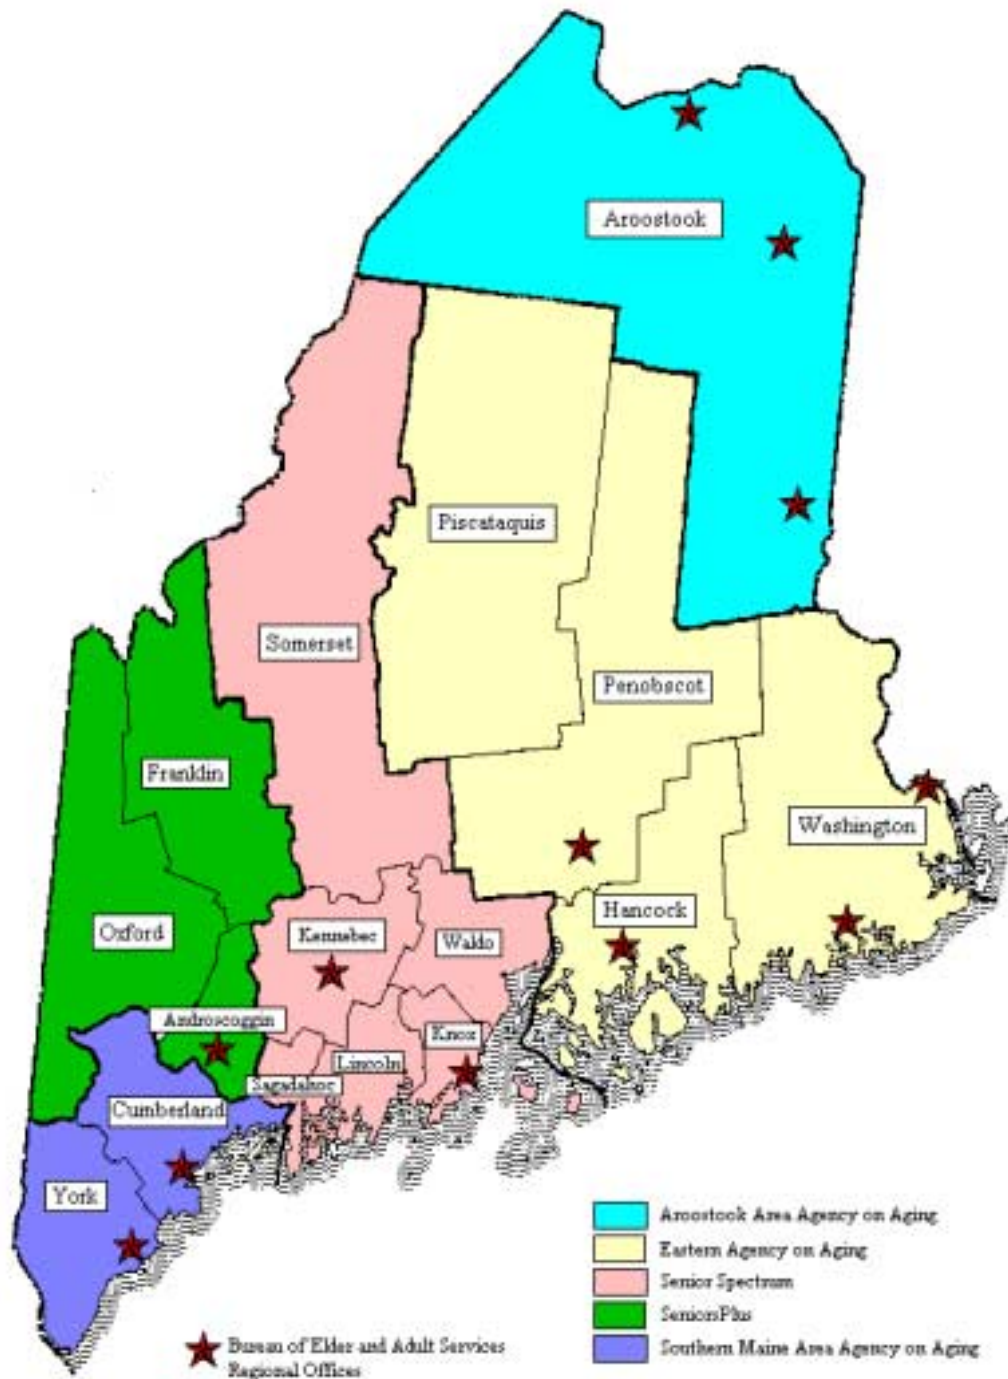 Aroostook
Piscataquis
Somerset
Penobscot
Franklin
Washington
Oxford
Kennebec
Waldo
Hancock
Androscoggin
Knox
Lincoln
Sagadahoc
Cumberland
York
Aroostook Area Agency on Aging
Eastern Agency on Aging
Senior Spectrum
SeniorsPlus
Southern Maine Area Agency on Aging
Bureau of Elder and Adult Services
Regional Offices